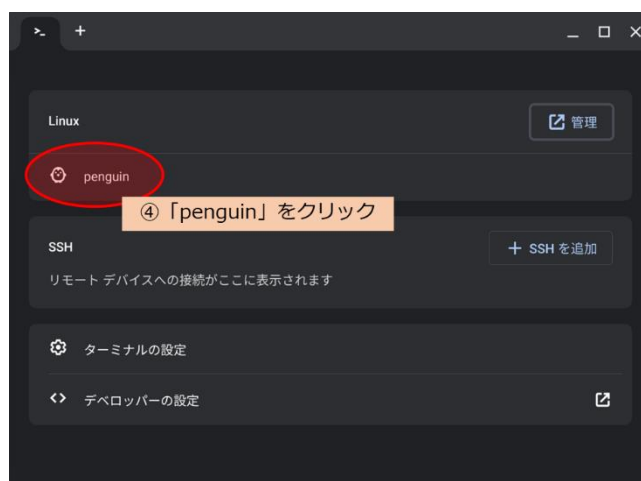 Linux
管理
penguin
④「penguin」をクリック
SSH
SSH を追加
リモート デバイスへの接続がここに表示されます
ターミナルの設定
デベロッパーの設定